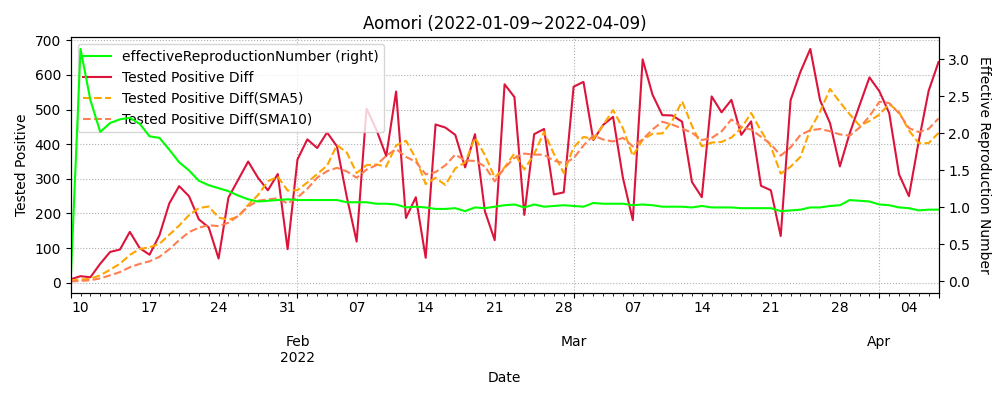 Aomori (2022-01-09~2022-04-09)
effectiveReproductionNumber (right)
Tested Positive Diff
Tested Positive Diff(SMA5)
Tested Positive Diff(SMA10)
Tested Positive
700
600
500
400
300
200
100
0
3.0
2.5
2.0
1.5
1.0
0.5
0.0
Effective Reproduction Number
10 17 24 31 07 14 21 28 07 14 21 28 04
Feb Mar Apr
2022
Date